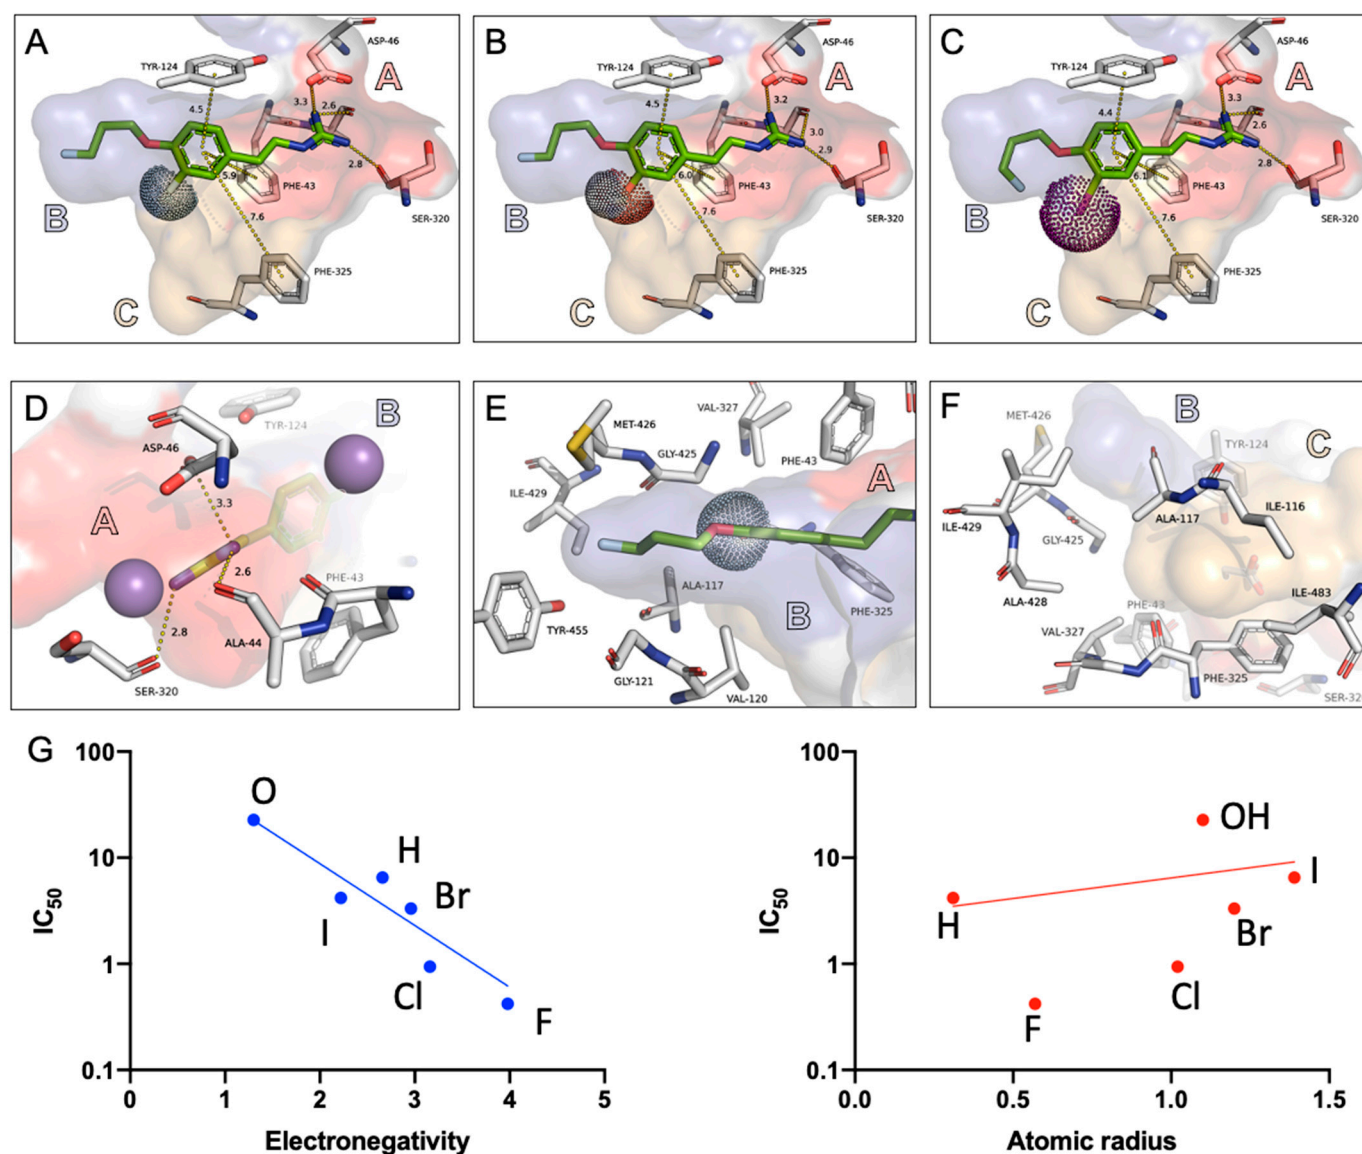 A
TYR-124
ASP-46
A
4.5
3.3
2.6
2.8
5.9
PHE-43
SER-320
B
7.6
PHE-325
C
B
TYR-124
ASP-46
A
4.5
3.2
3.0
2.9
6.0
PHE-43
SER-320
B
7.6
PHE-325
C
C
TYR-124
ASP-46
A
4.4
3.3
2.6
2.8
6.1
PHE-43
SER-320
B
7.6
PHE-325
C
D
B
ASP-46
TYR-124
3.3
A
2.6
PHE-43
2.8
ALA-44
SER-320
E
VAL-327
MET-426
GLY-425
PHE-43
A
ILE-429
ALA-117
PHE-325
B
TYR-455
GLY-121
VAL-120
F
B
MET-426
TYR-124
C
ILE-429
ALA-117
ILE-116
GLY-425
ALA-428
ILE-483
PHE-43
VAL-327
PHE-325
SER-32
G
100
10
1
0.1
IC50
O
H
Br
I
Cl
F
0 1 2 3 4 5
Electronegativity
100
10
1
0.1
IC50
OH
I
H
Br
Cl
F
0.0 0.5 1.0 1.5
Atomic radius